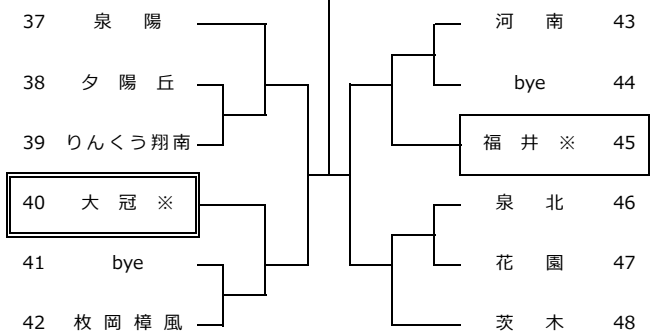 37 泉 陽
38 夕 陽 丘
39 りんくう翔南
40 大 冠 ※
41 bye
42 枚 岡 樟 風
河 南 43
bye 44
福 井 ※ 45
泉 北 46
花 園 47
茨 木 48